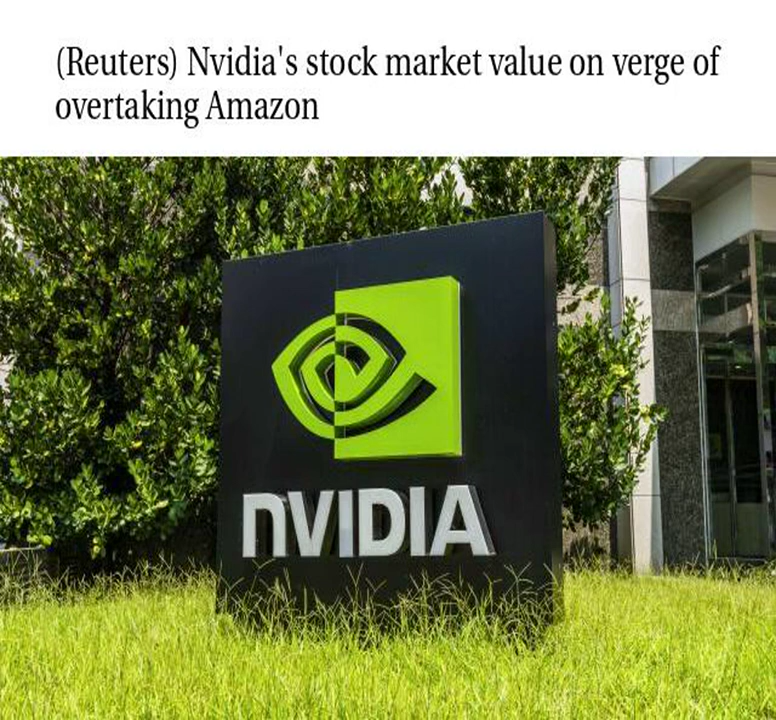 (Reuters) Nvidia's stock market value on verge of
overtaking Amazon
NVIDIA